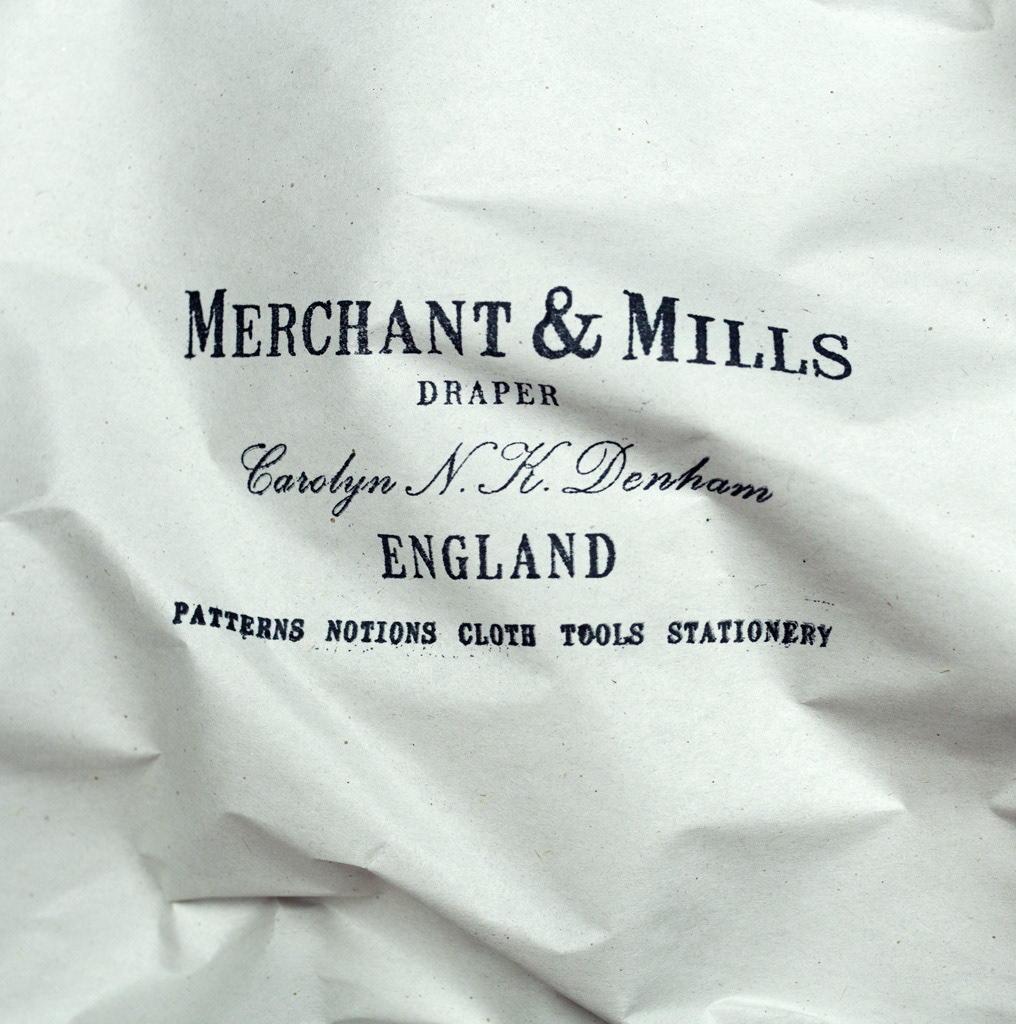 MERCHANT & MILLS
DRAPER
Carolyn N. K. Denham
ENGLAND
PATTERNS NOTIONS CLOTH TOOLS STATIONERY